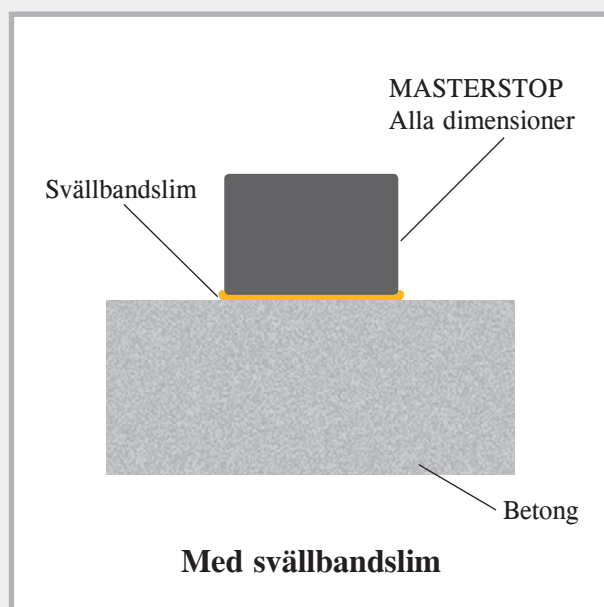 MASTERSTOP
Alla dimensioner
Svällbandslim
Betong
Med svällbandslim